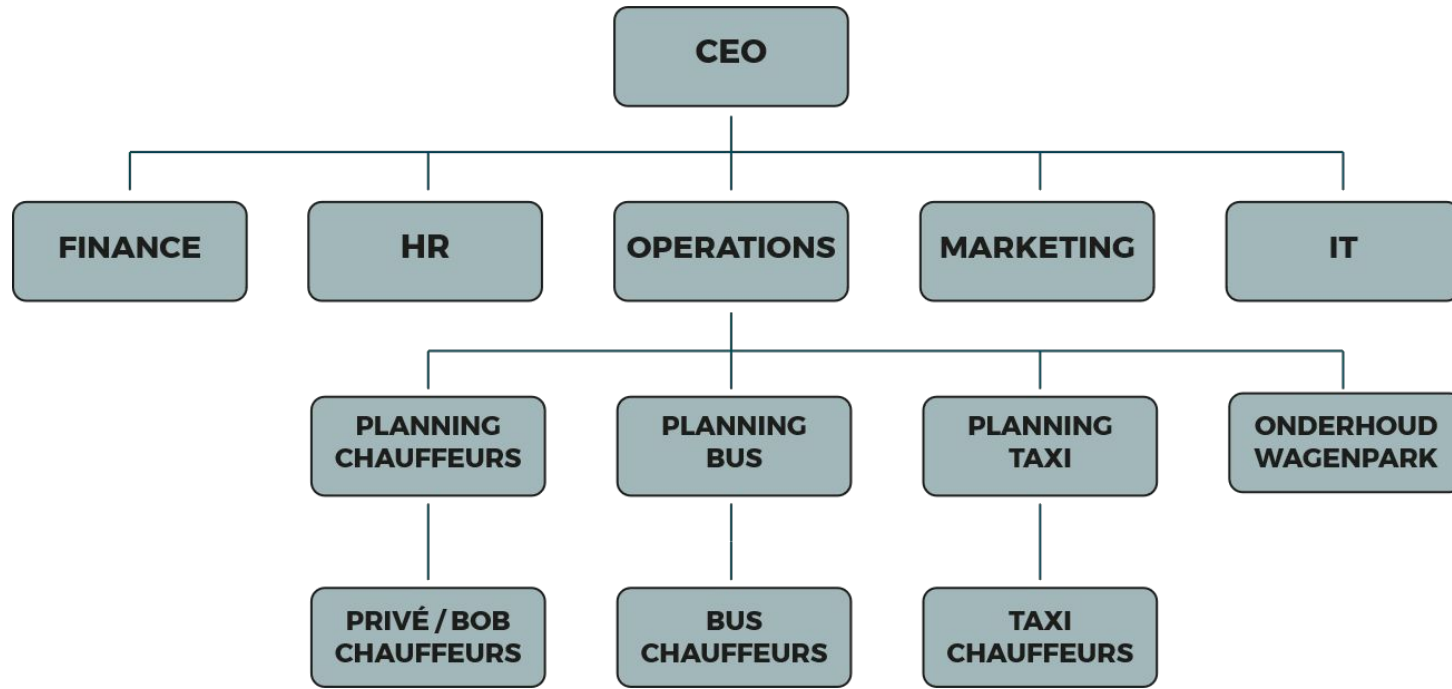 CEO
FINANCE
HR
OPERATIONS
MARKETING
IT
PLANNING
CHAUFFEURS
PLANNING
BUS
PLANNING
TAXI
ONDERHOUD
WAGENPARK
PRIVÉ / BOB
CHAUFFEURS
BUS
CHAUFFEURS
TAXI
CHAUFFEURS